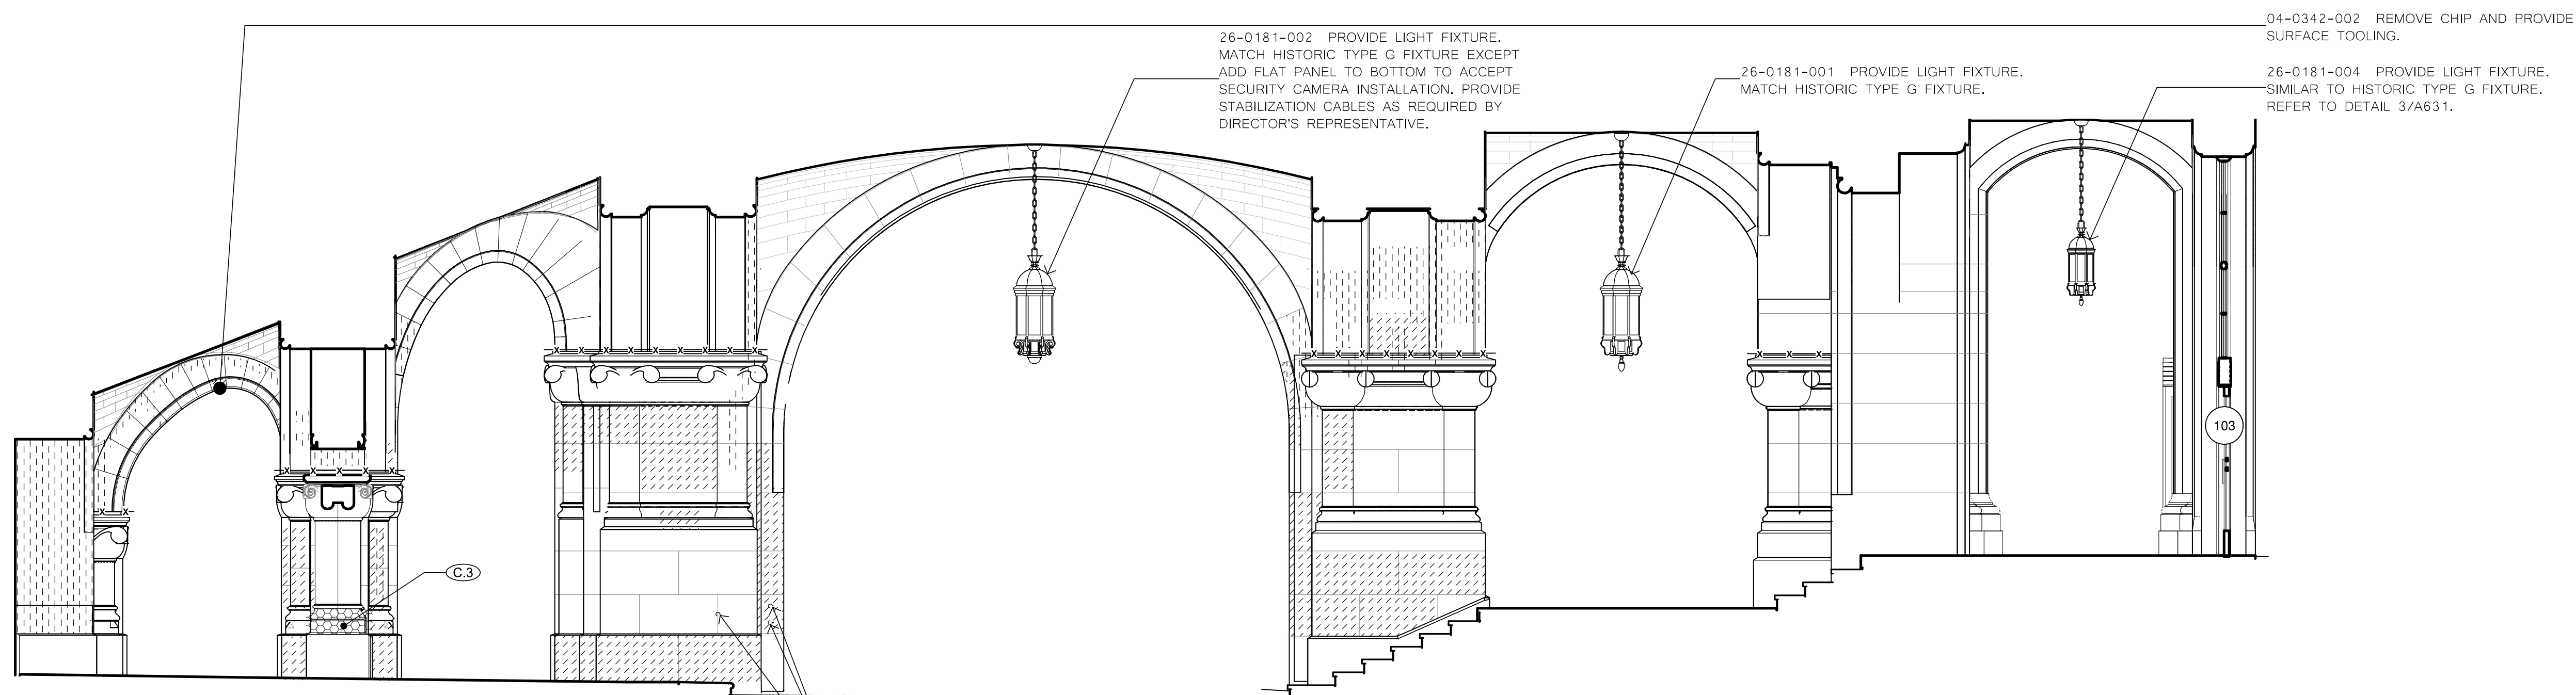 04-0342-002 REMOVE CHIP AND PROVIDE
SURFACE TOOLING.
26-0181-002 PROVIDE LIGHT FIXTURE.
MATCH HISTORIC TYPE G FIXTURE EXCEPT
ADD FLAT PANEL TO BOTTOM TO ACCEPT
SECURITY CAMERA INSTALLATION. PROVIDE
STABILIZATION CABLES AS REQUIRED BY
DIRECTOR'S REPRESENTATIVE.
26-0181-001 PROVIDE LIGHT FIXTURE.
MATCH HISTORIC TYPE G FIXTURE.
26-0181-004 PROVIDE LIGHT FIXTURE.
SIMILAR TO HISTORIC TYPE G FIXTURE.
REFER TO DETAIL 3/A631.
103
C.3